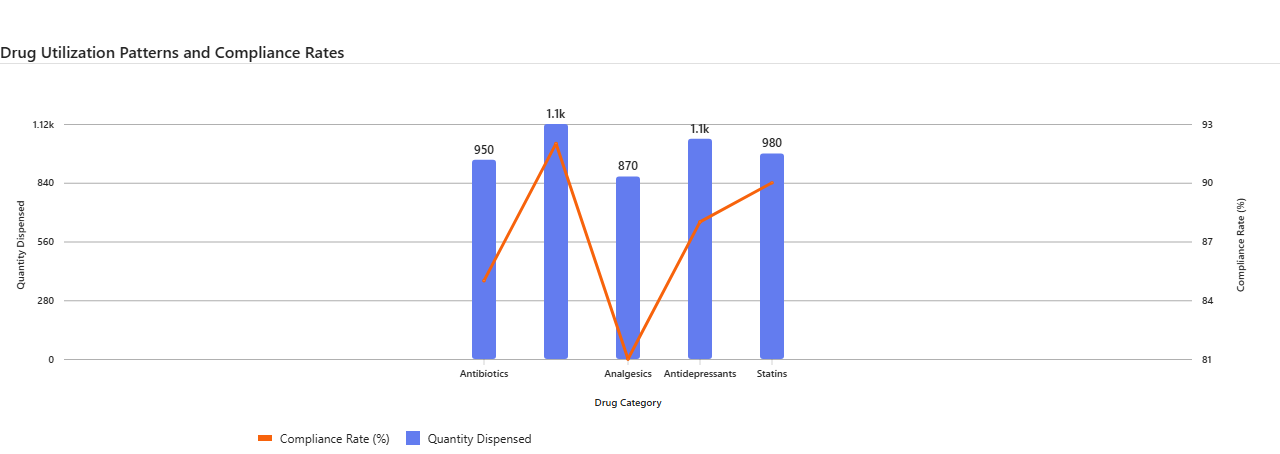 Drug Utilization Patterns and Compliance Rates
1.1k
1.12k 1.1k 93
950 980
870
840 90
Quantity Dispensed
Compliance Rate (%)
560 87
280 84
0 81
Antibiotics Analgesics Antidepressants Statins
Drug Category
Compliance Rate (%) Quantity Dispensed